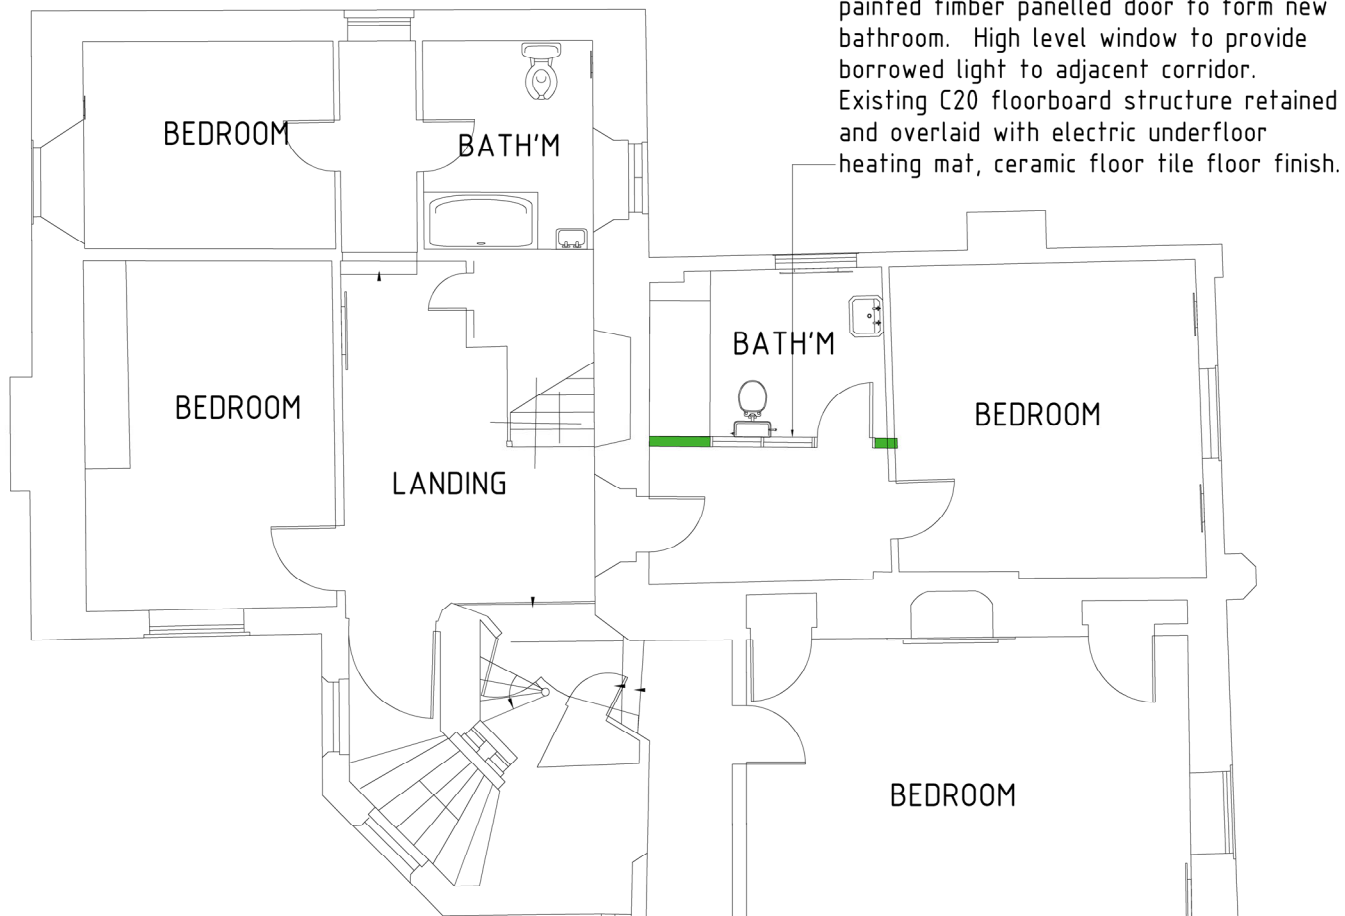 painted timber panelled door to form new
bathroom. High level window to provide
borrowed light to adjacent corridor.
Existing C20 floorboard structure retained
and overlaid with electric underfloor
heating mat, ceramic floor tile floor finish.
BEDROOM
BATH'M
BATH'M
BEDROOM
BEDROOM
LANDING
BEDROOM